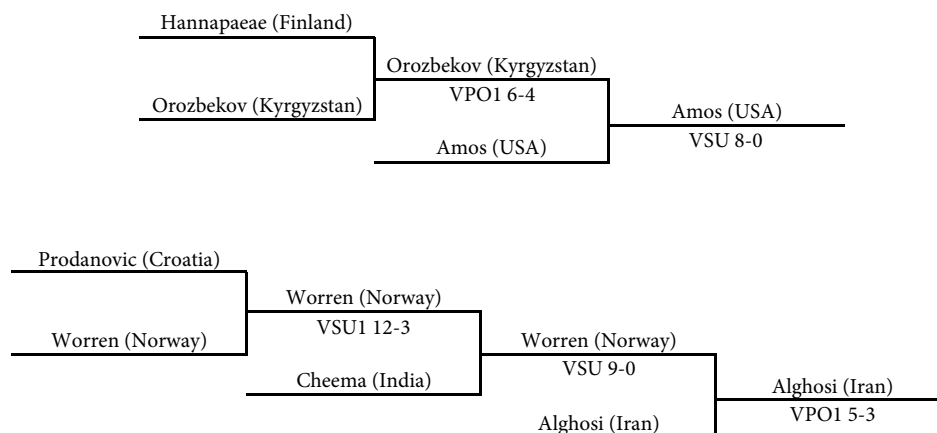 Hannapaeae (Finland)
Orozbekov (Kyrgyzstan)
VPO1 6-4
Orozbekov (Kyrgyzstan)
Amos (USA)
VSU 8-0
Amos (USA)
Prodanovic (Croatia)
Worren (Norway)
VSU1 12-3
Worren (Norway)
Worren (Norway)
VSU 9-0
Cheema (India)
Alghosi (Iran)
VPO1 5-3
Alghosi (Iran)